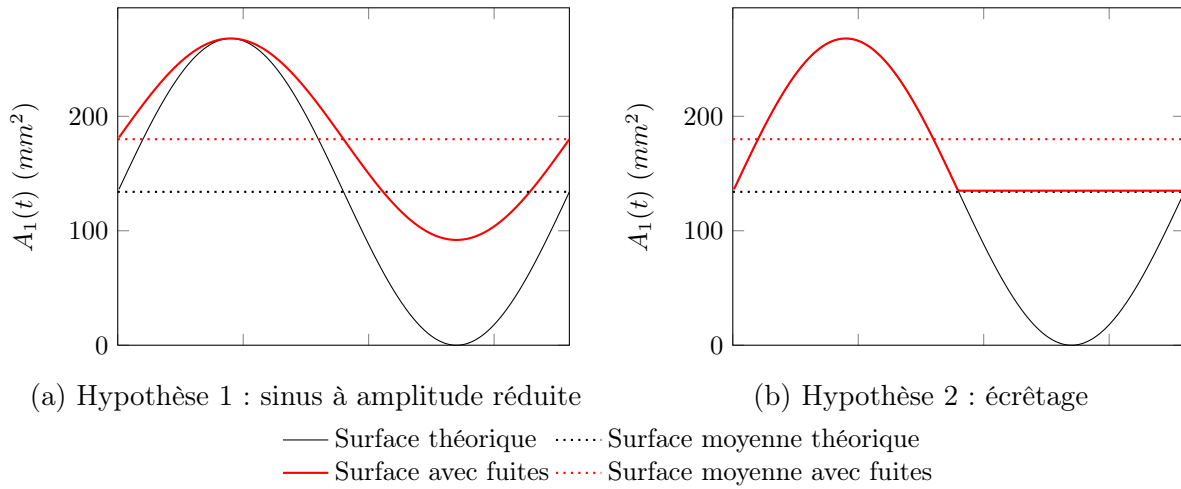 200
100
0
A₁(t) (mm²)
200
100
0
A₁(t) (mm²)
(a) Hypothèse 1 : sinus à amplitude réduite
(b) Hypothèse 2 : écrêtage
Surface théorique
Surface moyenne théorique
Surface avec fuites
Surface moyenne avec fuites